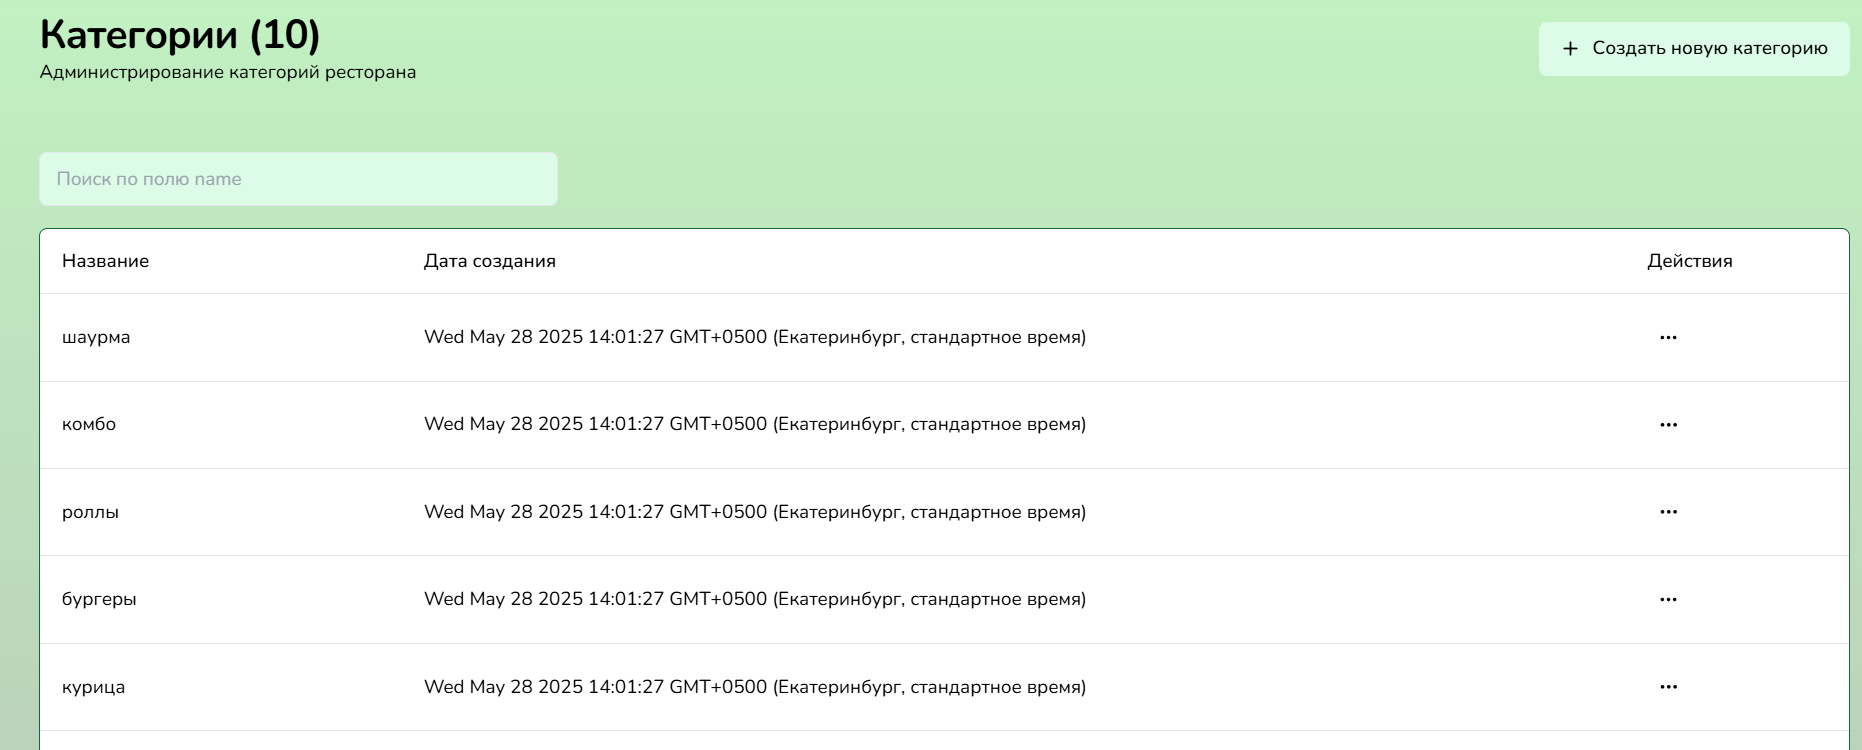 Категории (10)
Администрирование категорий ресторана
Создать новую категорию
Поиск по полю name
Название Дата создания Действия
шаурма Wed May 28 2025 14:01:27 GMT+0500 (Екатеринбург, стандартное время)
комбо Wed May 28 2025 14:01:27 GMT+0500 (Екатеринбург, стандартное время)
роллы Wed May 28 2025 14:01:27 GMT+0500 (Екатеринбург, стандартное время)
бургеры Wed May 28 2025 14:01:27 GMT+0500 (Екатеринбург, стандартное время)
курица Wed May 28 2025 14:01:27 GMT+0500 (Екатеринбург, стандартное время)